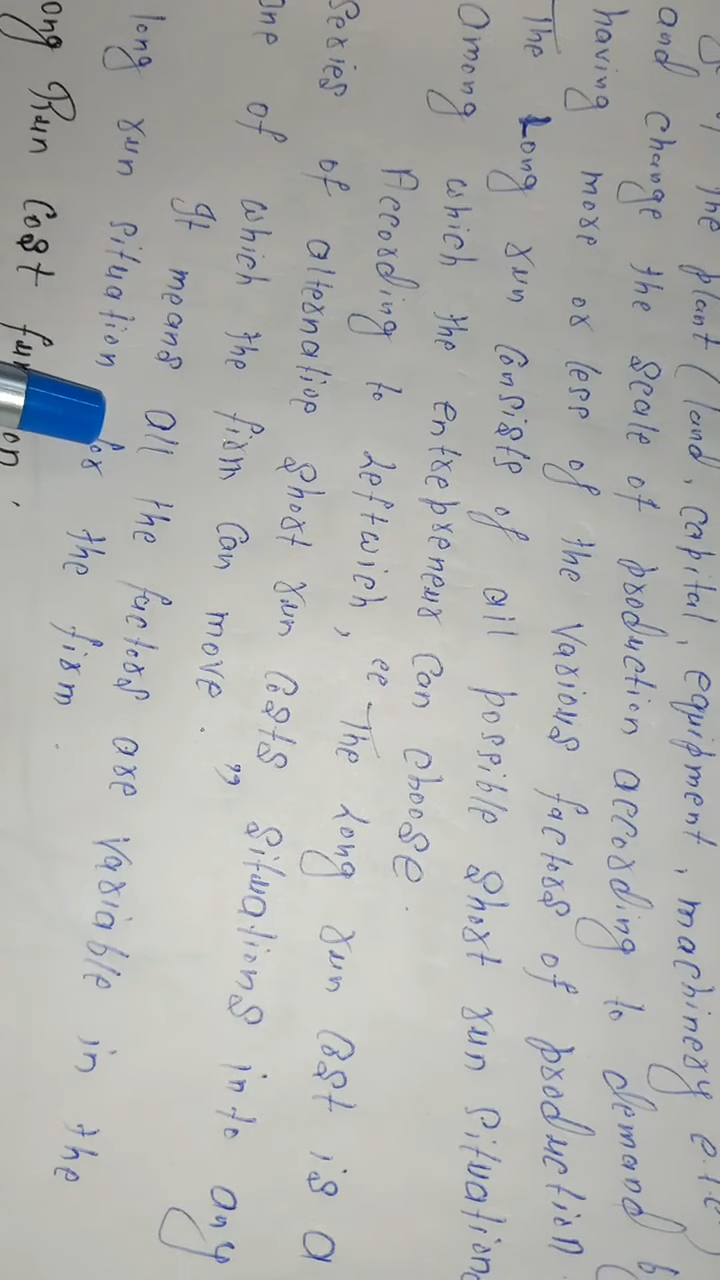 the plant (land, capital, equipment, machinery e.t.c)
and change the scale of production according to demand
having more or less of the various factors of production
The Long run consists of all possible short run situation
among which the entrepreneur can choose.
According to Leftwich, "The Long run cost is a
series of alternative short run costs situations into any
one of which the firm can move."
It means all the factors are variable in the
long run situation for the firm.
ong Run Cost